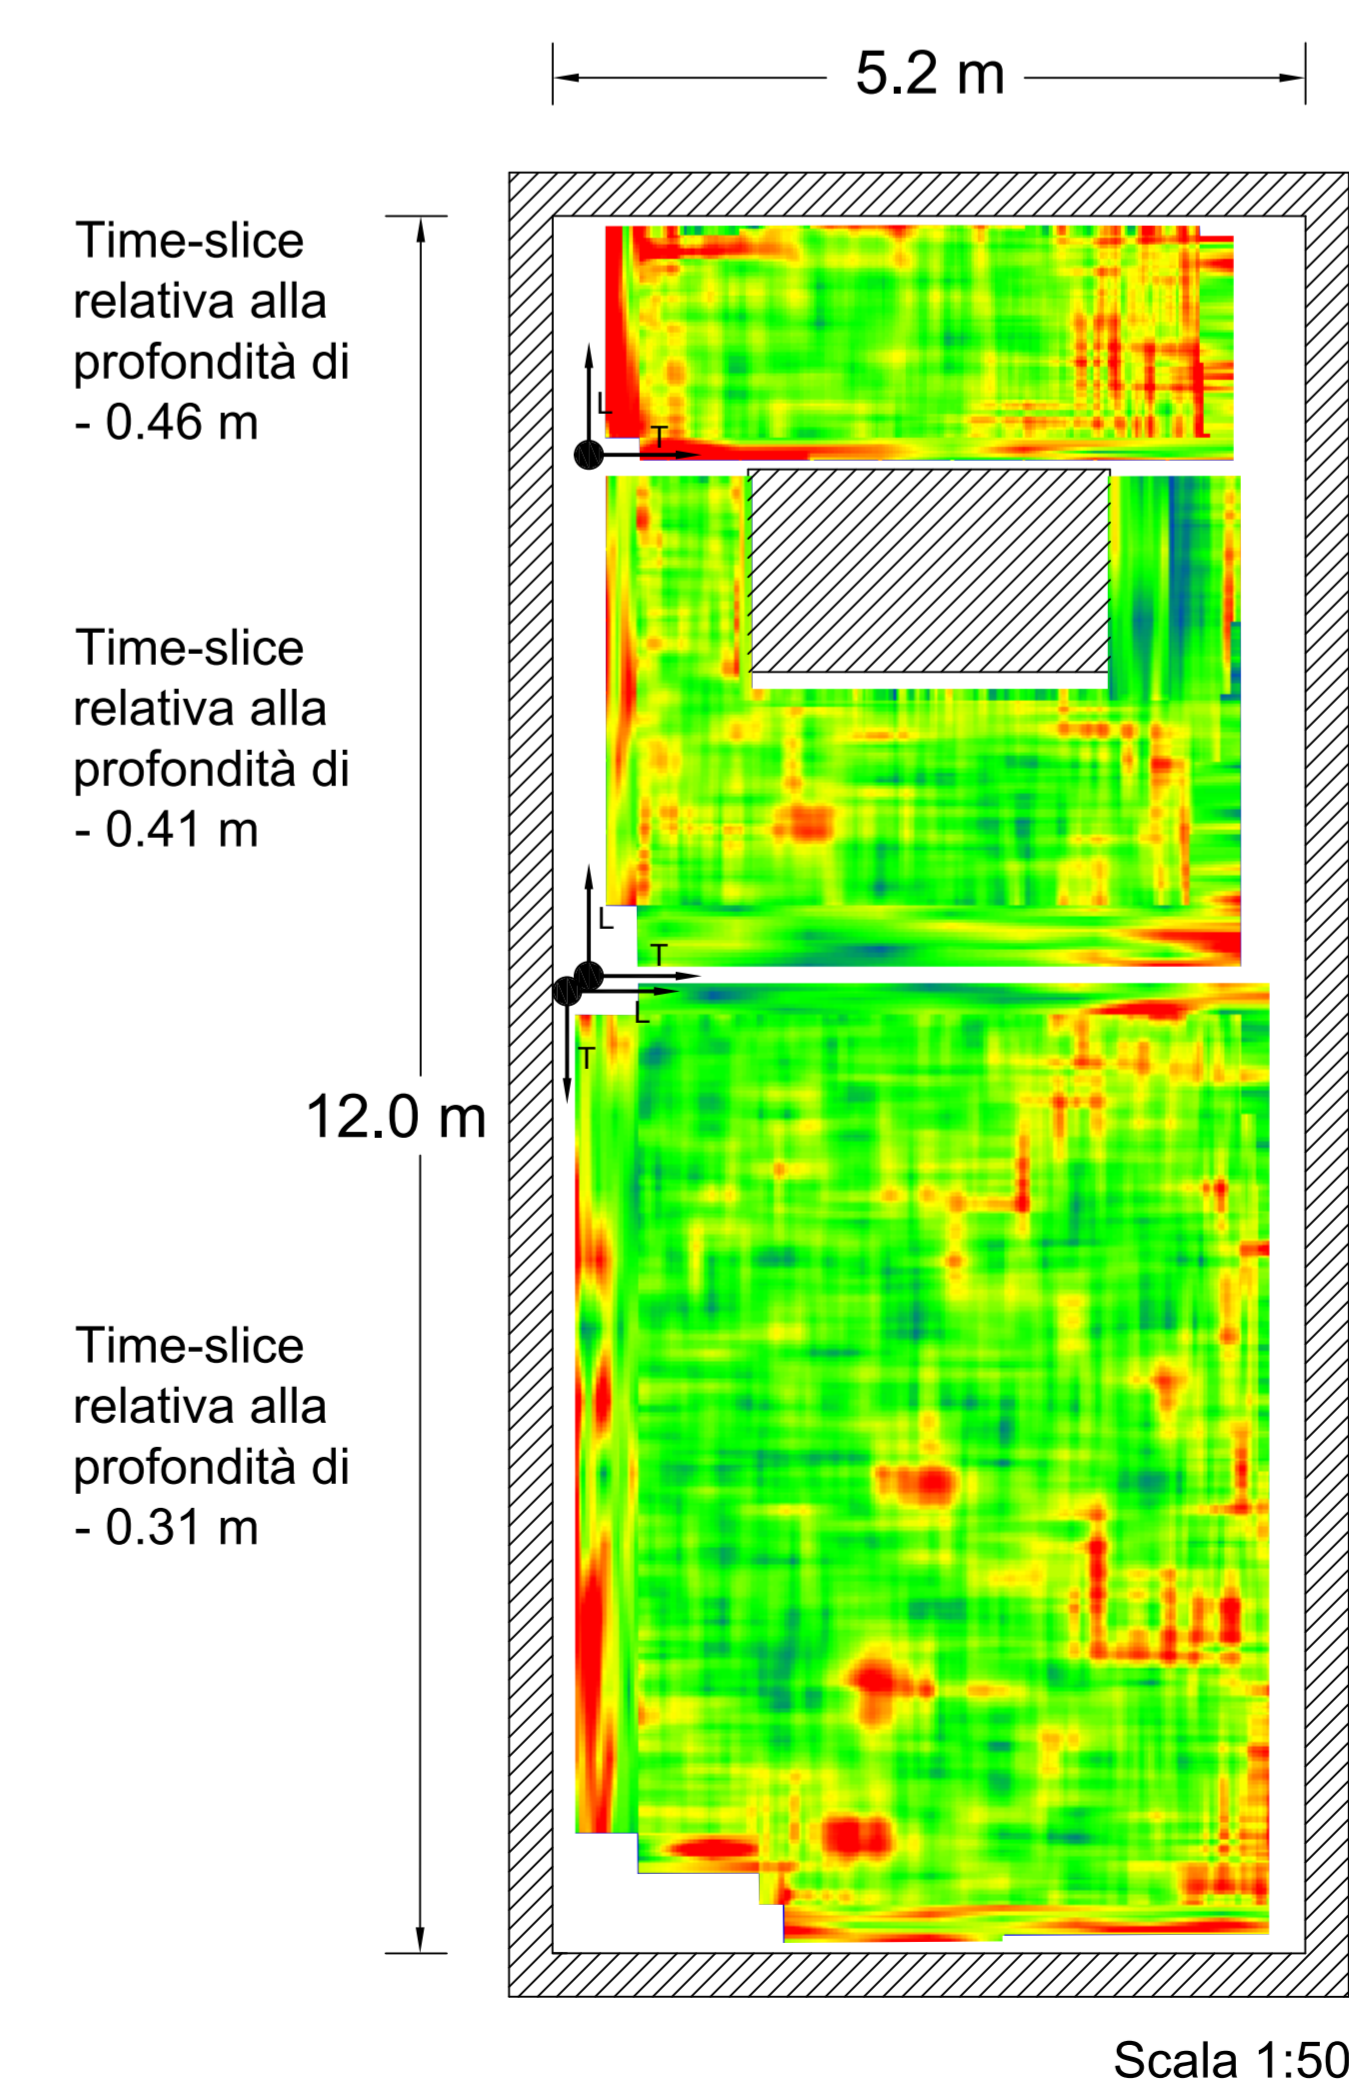 5.2 m
Time-slice
relativa alla
profondità di
- 0.46 m
L
T
Time-slice
relativa alla
profondità di
- 0.41 m
L
T
L
T
12.0 m
Time-slice
relativa alla
profondità di
- 0.31 m
Scala 1:50